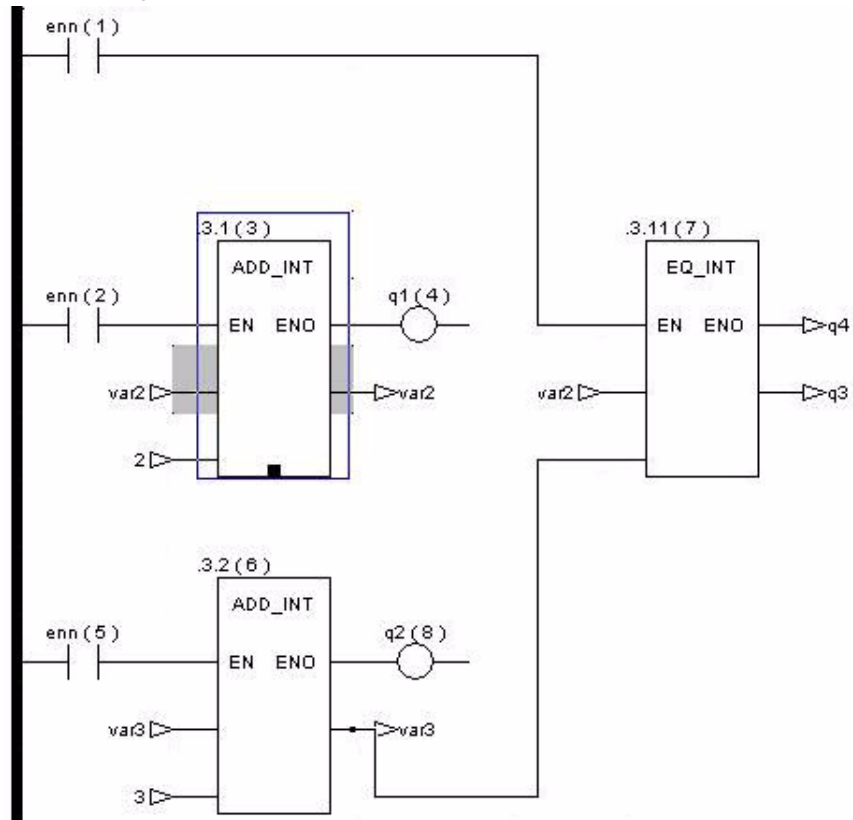 enn(1)
.3.1(3)
.3.11(7)
ADD_INT
EQ_INT
enn(2)
q1(4)
EN ENO
EN ENO
q4
var2
var2
var2
q3
2
.3.2(6)
ADD_INT
enn(5)
q2(8)
EN ENO
var3
var3
3